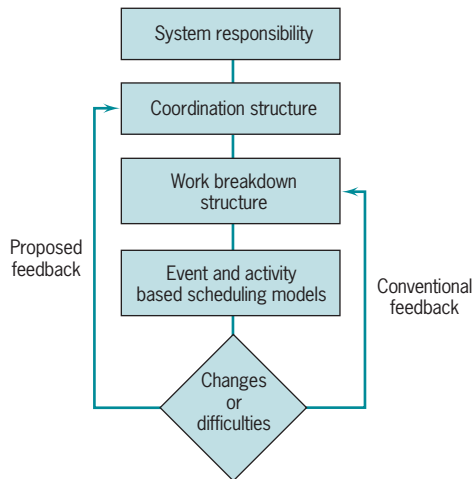 System responsibility
Coordination structure
Work breakdown
structure
Proposed
feedback
Event and activity
based scheduling models
Conventional
feedback
Changes
or
difficulties